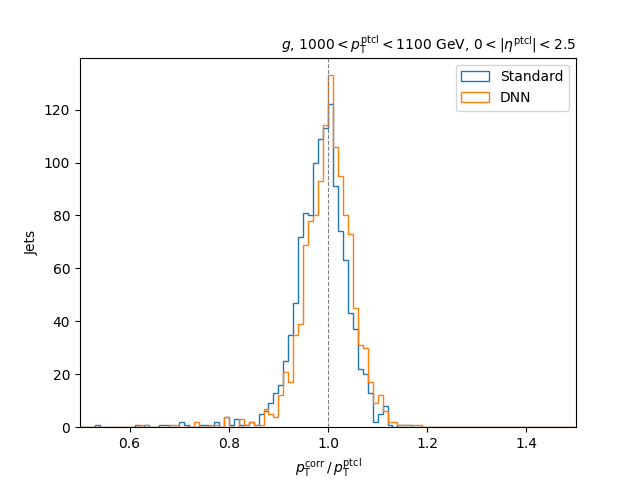 g, 1000 < p_T^ptcl < 1100 GeV, 0 < |η^ptcl| < 2.5
Standard
DNN
120
100
80
60
40
20
0
Jets
0.6 0.8 1.0 1.2 1.4
p_T^corr / p_T^ptcl